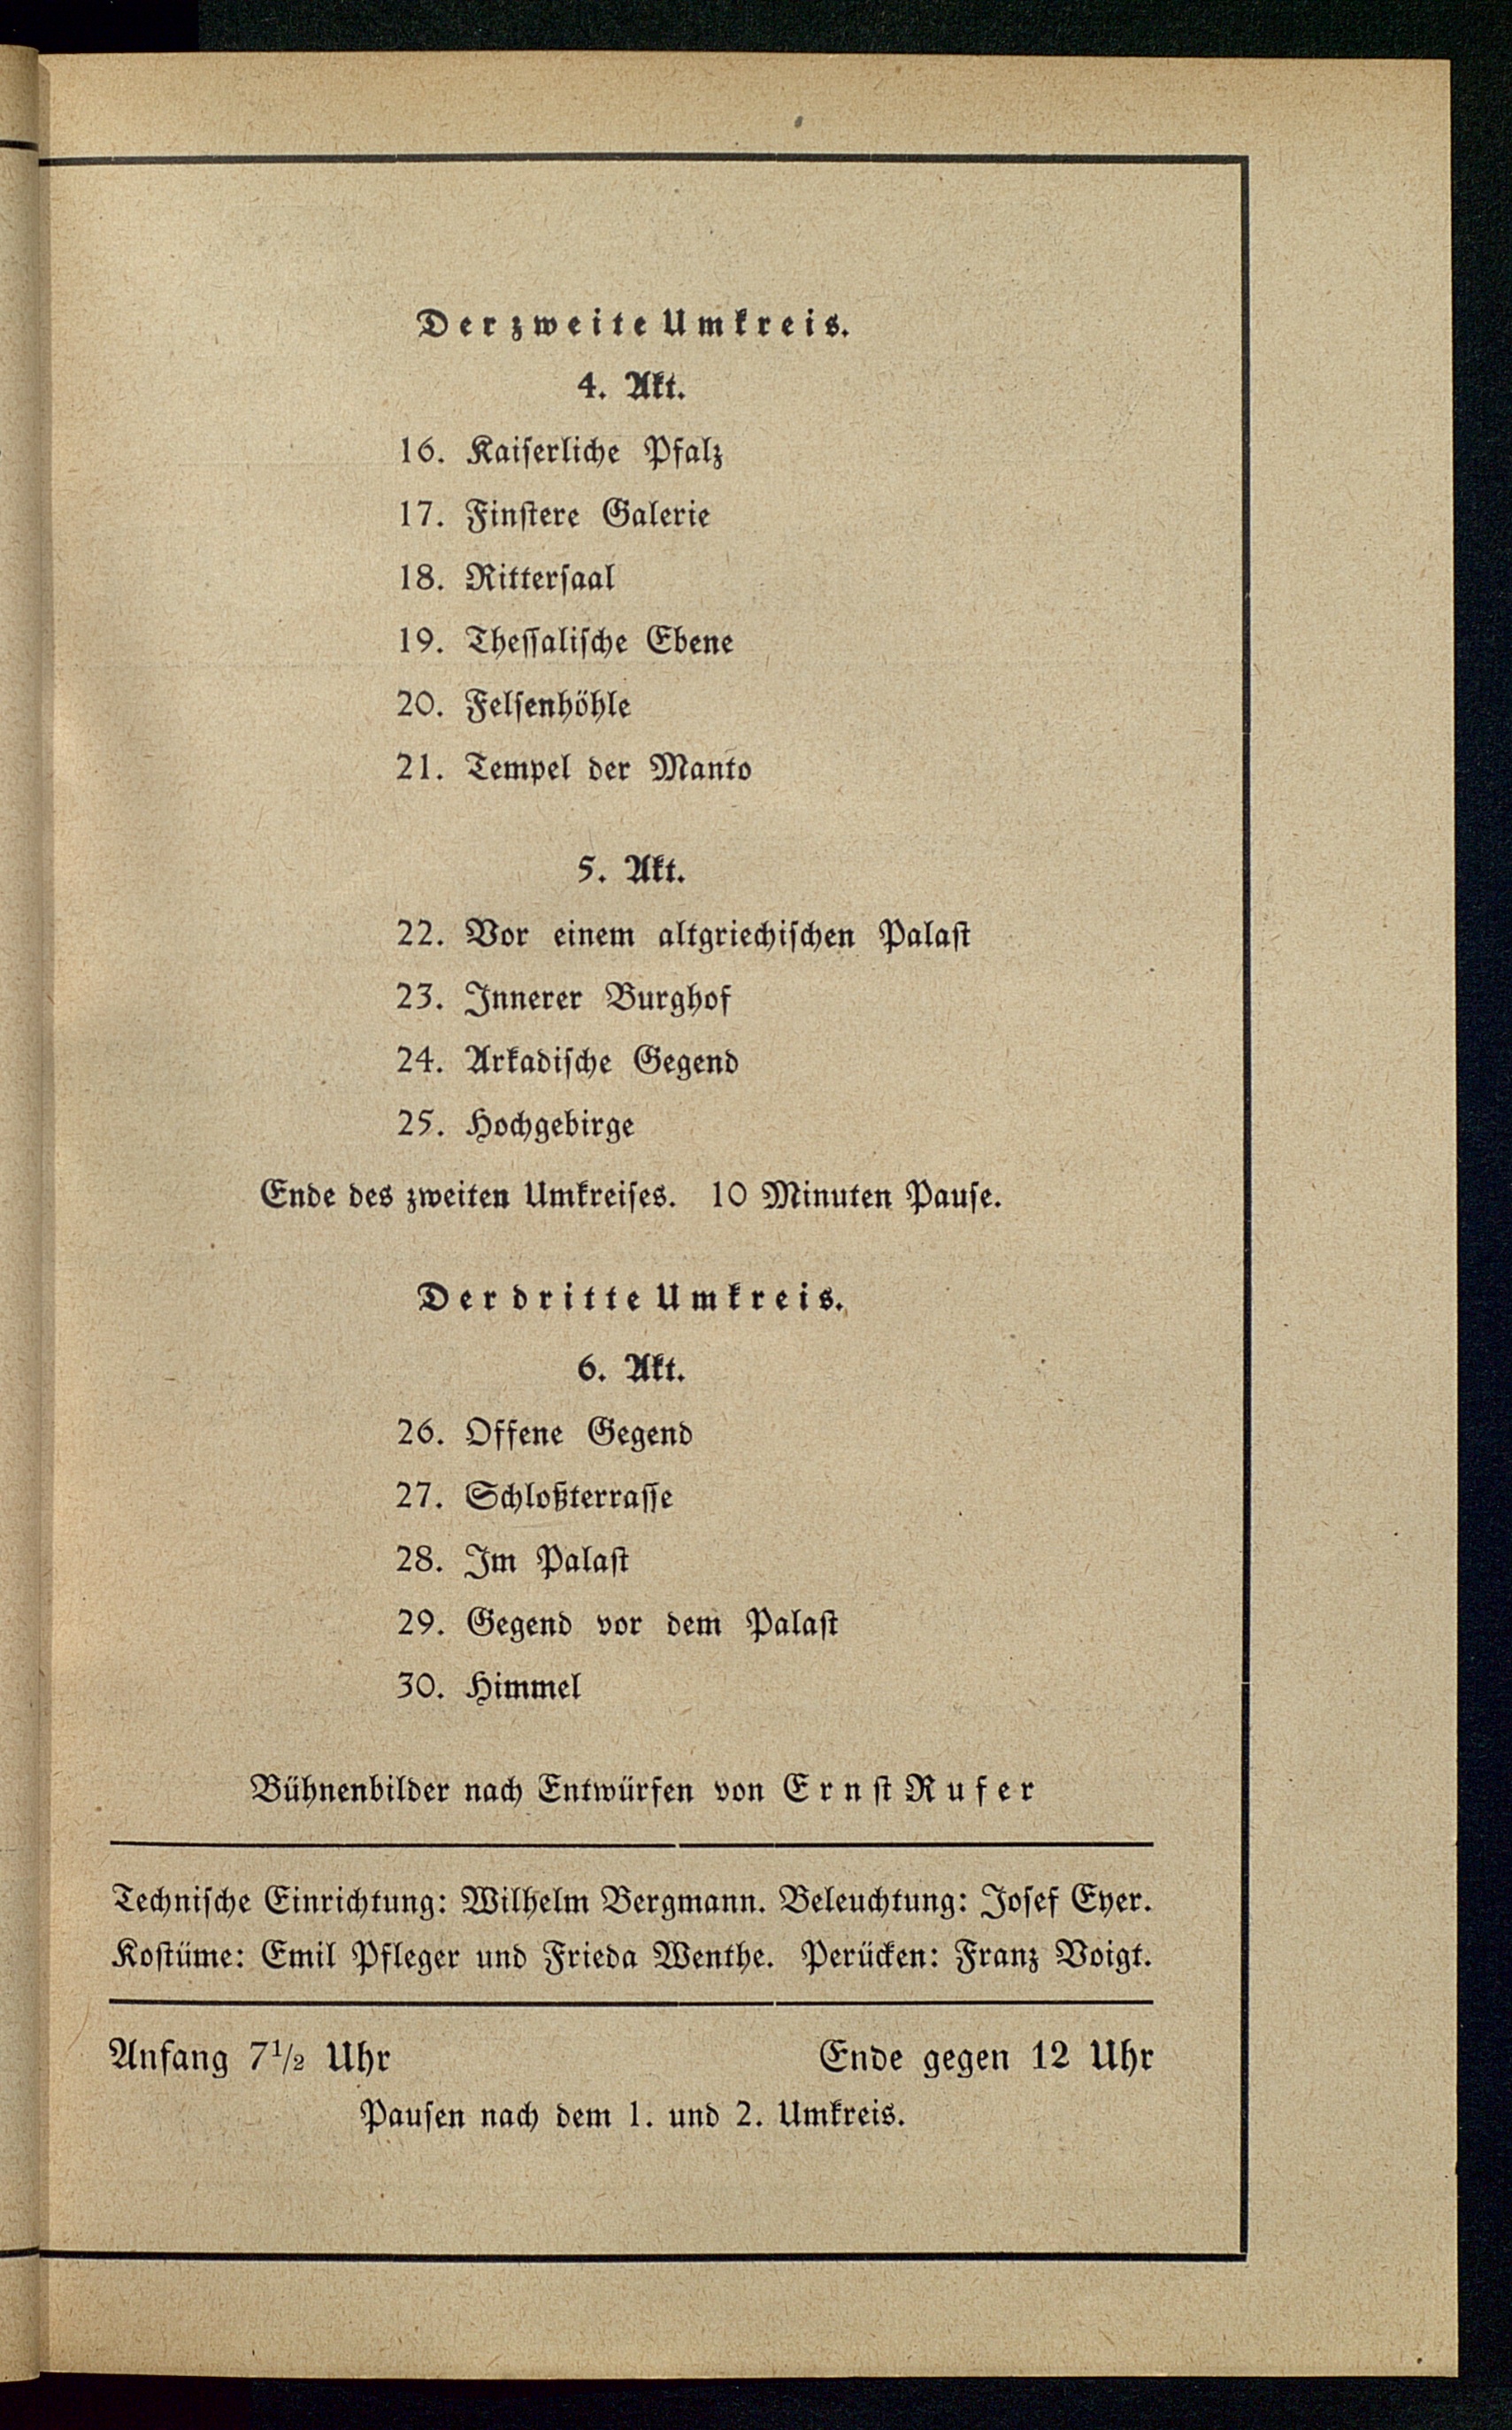 Der zweite Umkreis.
4. Akt.
16. Kaiserliche Pfalz
17. Finstere Galerie
18. Rittersaal
19. Thessalische Ebene
20. Felsenhöhle
21. Tempel der Manto
5. Akt.
22. Vor einem altgriechischen Palast
23. Innerer Burghof
24. Arkadische Gegend
25. Hochgebirge
Ende des zweiten Umkreises. 10 Minuten Pause.
Der dritte Umkreis.
6. Akt.
26. Offene Gegend
27. Schloßterrasse
28. Im Palast
29. Gegend vor dem Palast
30. Himmel
Bühnenbilder nach Entwürfen von Ernst Rufer
Technische Einrichtung: Wilhelm Bergmann. Beleuchtung: Josef Eyer.
Kostüme: Emil Pfleger und Frieda Wenthe. Perücken: Franz Voigt.
Anfang 7½ Uhr Ende gegen 12 Uhr
Pausen nach dem 1. und 2. Umkreis.